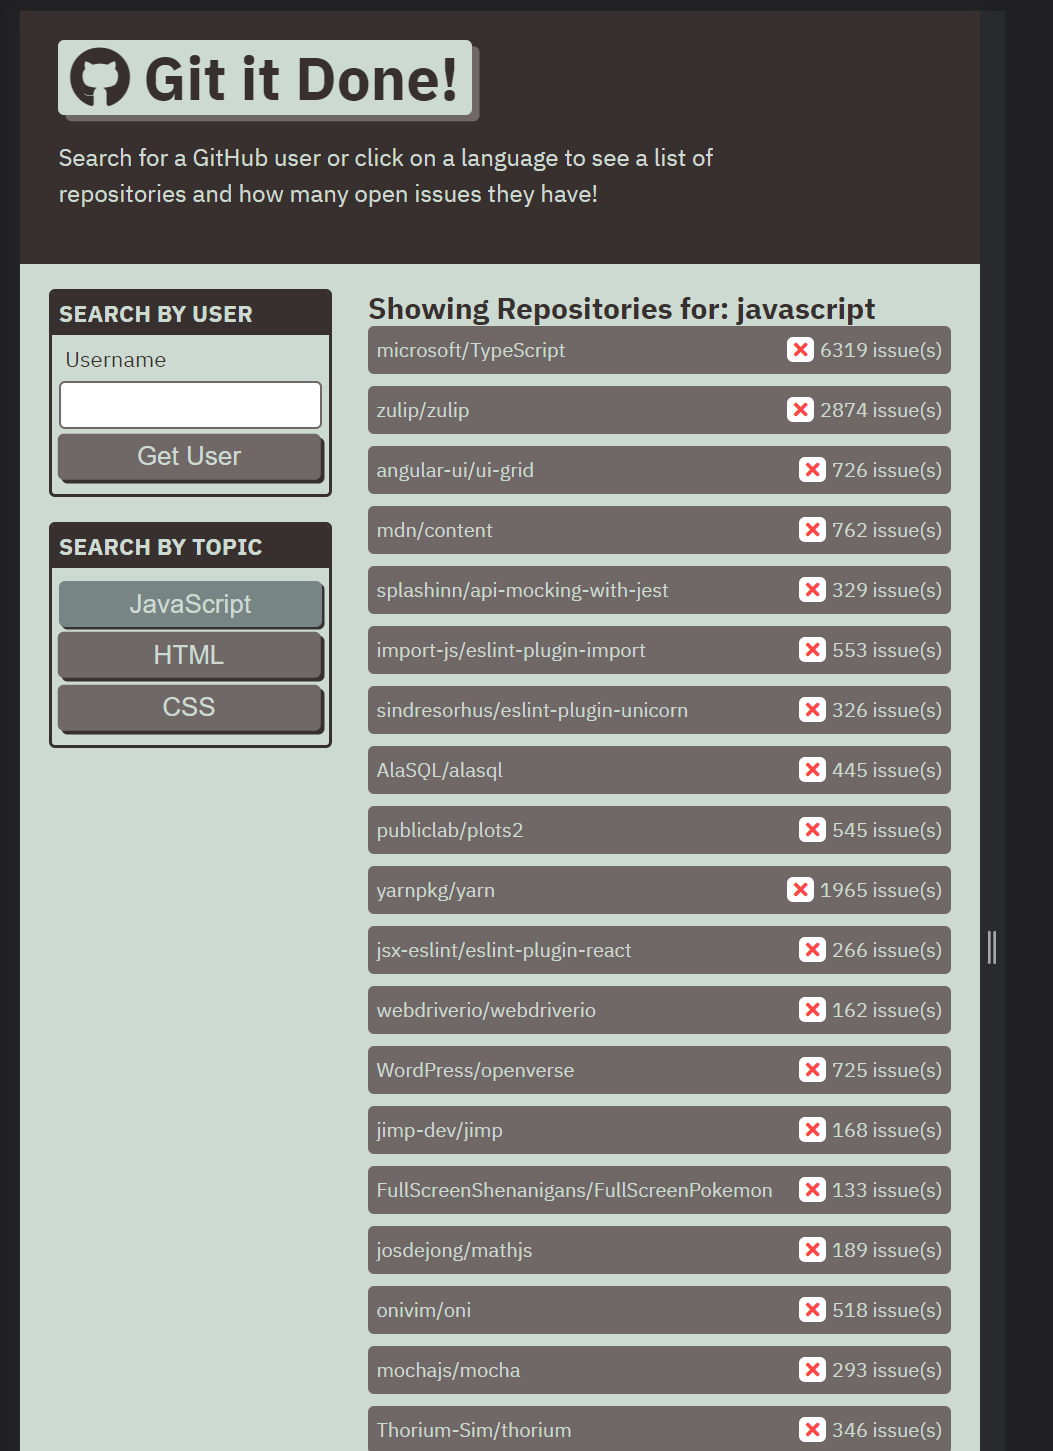 Git it Done!
Search for a GitHub user or click on a language to see a list of
repositories and how many open issues they have!
SEARCH BY USER
Username
Get User
SEARCH BY TOPIC
JavaScript
HTML
CSS
Showing Repositories for: javascript
microsoft/TypeScript 6319 issue(s)
zulip/zulip 2874 issue(s)
angular-ui/ui-grid 726 issue(s)
mdn/content 762 issue(s)
splashinn/api-mocking-with-jest 329 issue(s)
import-js/eslint-plugin-import 553 issue(s)
sindresorhus/eslint-plugin-unicorn 326 issue(s)
AlaSQL/alasql 445 issue(s)
publiclab/plots2 545 issue(s)
yarnpkg/yarn 1965 issue(s)
jsx-eslint/eslint-plugin-react 266 issue(s)
webdriverio/webdriverio 162 issue(s)
WordPress/openverse 725 issue(s)
jimp-dev/jimp 168 issue(s)
FullScreenShenanigans/FullScreenPokemon 133 issue(s)
josdejong/mathjs 189 issue(s)
onivim/oni 518 issue(s)
mochajs/mocha 293 issue(s)
Thorium-Sim/thorium 346 issue(s)